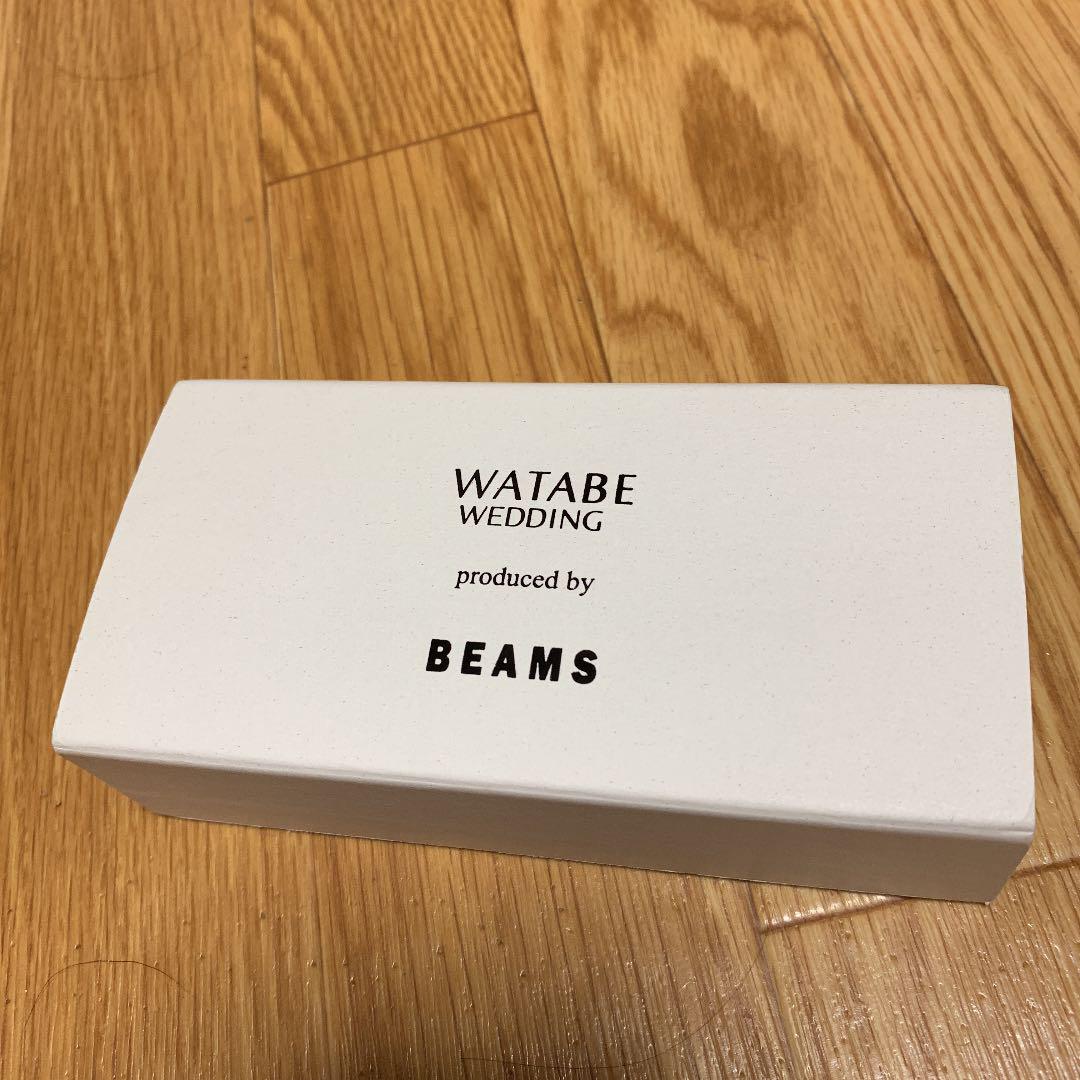 WATABE
WEDDING
produced by
BEAMS